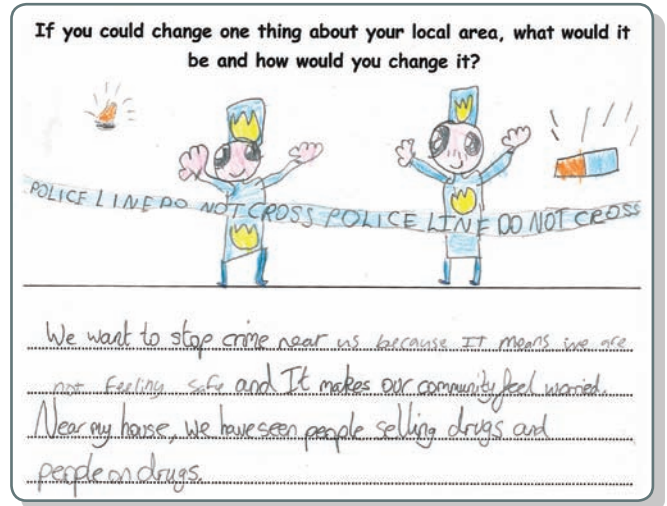 If you could change one thing about your local area, what would it
be and how would you change it?
POLICE LINE DO NOT CROSS POLICE LINE DO NOT CROSS
We want to stop crime near us because IT means we are
not feeling safe and It makes our community feel worried.
Near my house, we have seen people selling drugs and
people on drugs.